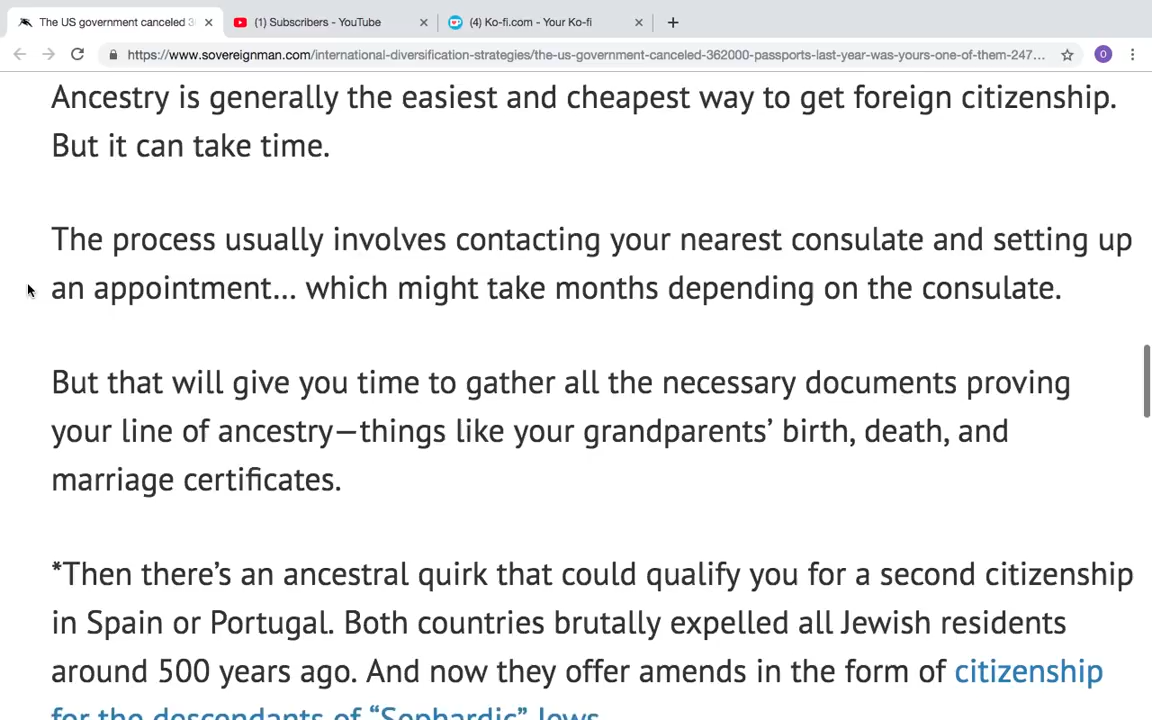 The US government canceled 3
(1) Subscribers - YouTube
(4) Ko-fi.com - Your Ko-fi
https://www.sovereignman.com/international-diversification-strategies/the-us-government-canceled-362000-passports-last-year-was-yours-one-of-them-247...
0
Ancestry is generally the easiest and cheapest way to get foreign citizenship.
But it can take time.
The process usually involves contacting your nearest consulate and setting up
an appointment... which might take months depending on the consulate.
But that will give you time to gather all the necessary documents proving
your line of ancestry—things like your grandparents’ birth, death, and
marriage certificates.
*Then there’s an ancestral quirk that could qualify you for a second citizenship
in Spain or Portugal. Both countries brutally expelled all Jewish residents
around 500 years ago. And now they offer amends in the form of citizenship
for the descendants of “Sephardic” Jews